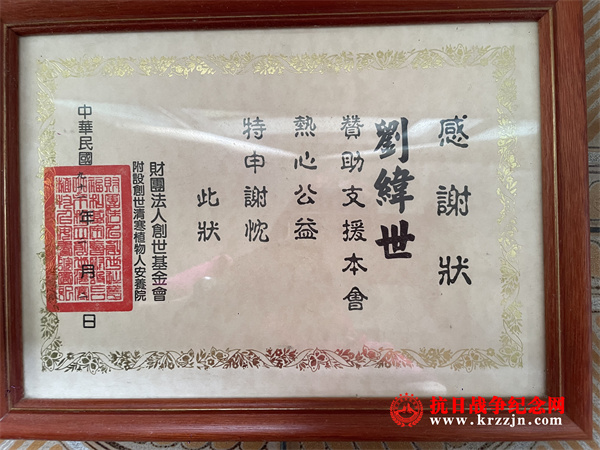 感謝狀
劉緯世
贊助支援本會
熱心公益
特申謝忱
此狀
財團法人創世基金會
附設創世清寒植物人安養院
中華民國 年 月 日
抗日战争纪念网
www.krzzjn.com